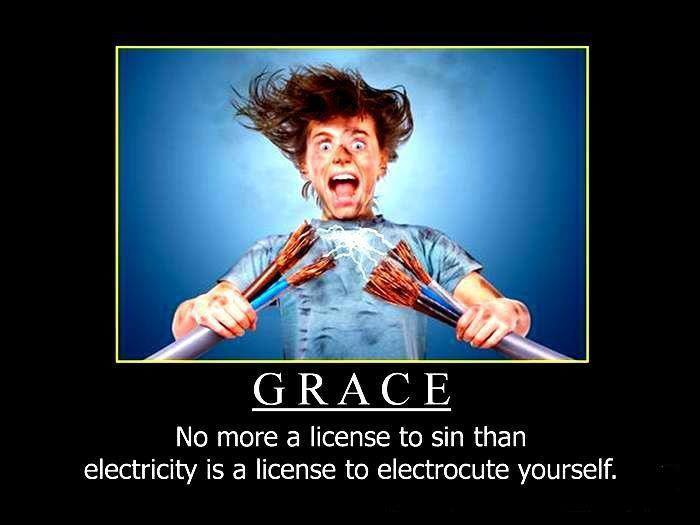 GRACE
No more a license to sin than
electricity is a license to electrocute yourself.